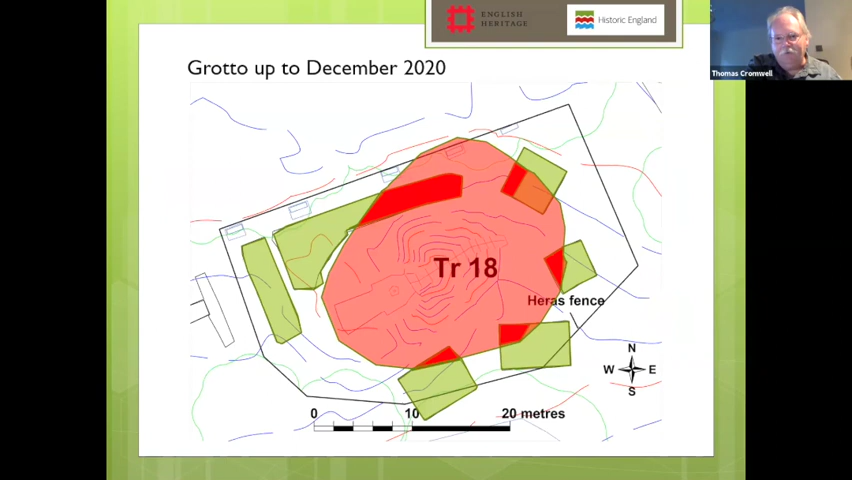 ENGLISH
HERITAGE
Historic England
Thomas Cromwell
Grotto up to December 2020
Tr 18
Heras fence
N
W E
S
0 10 20 metres